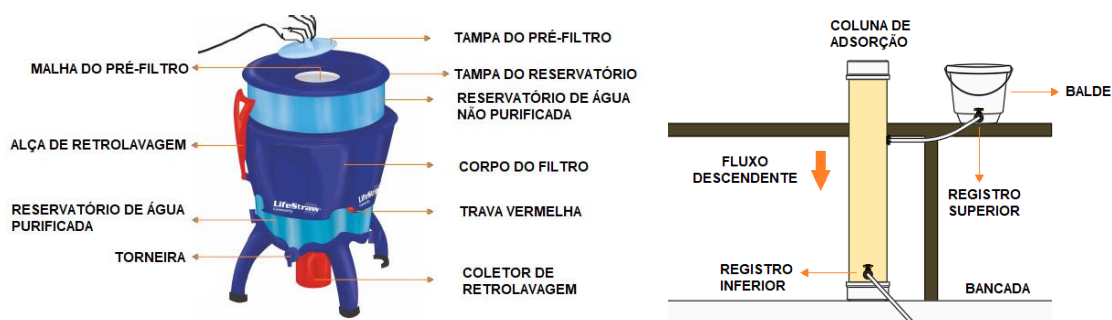 TAMPA DO PRÉ-FILTRO
MALHA DO PRÉ-FILTRO
TAMPA DO RESERVATÓRIO
RESERVATÓRIO DE ÁGUA
NÃO PURIFICADA
ALÇA DE RETROLAVAGEM
CORPO DO FILTRO
LifeStraw
RESERVATÓRIO DE ÁGUA
PURIFICADA
TRAVA VERMELHA
TORNEIRA
COLETOR DE
RETROLAVAGEM
COLUNA DE
ADSORÇÃO
BALDE
FLUXO
DESCENDENTE
REGISTRO
SUPERIOR
REGISTRO
INFERIOR
BANCADA